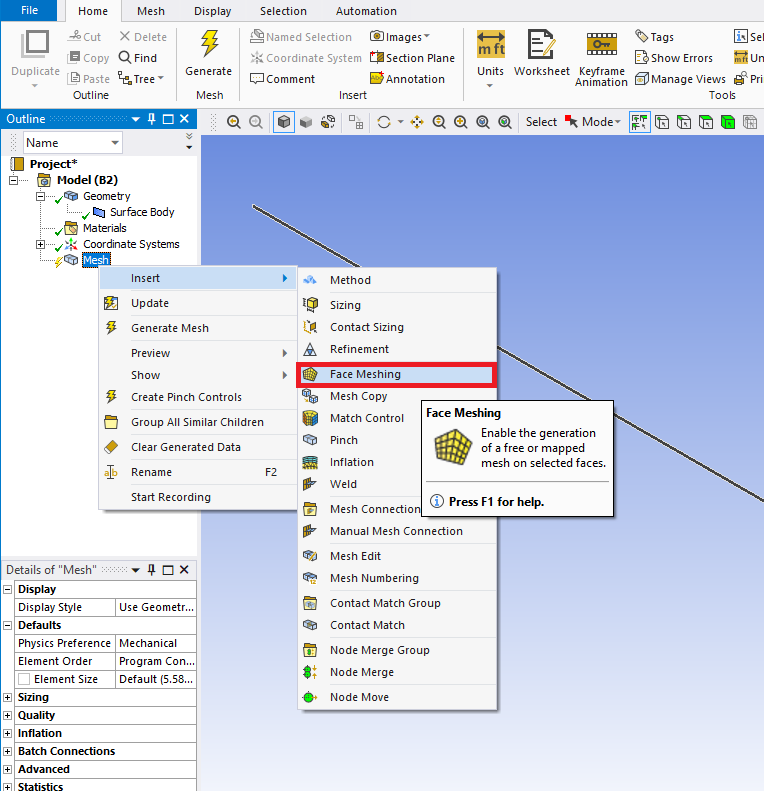 File Home Mesh Display Selection Automation
Duplicate
Cut
Copy
Paste
Delete
Find
Tree
Outline
Generate
Mesh
Named Selection
Coordinate System
Comment
Images
Section Plane
Annotation
Insert
Units
Worksheet
Keyframe
Animation
Tags
Show Errors
Manage Views
Tools
Outline
Name
Select Mode
Project*
Model (B2)
Geometry
Surface Body
Materials
Coordinate Systems
Mesh
Insert
Update
Generate Mesh
Preview
Show
Create Pinch Controls
Group All Similar Children
Clear Generated Data
Rename F2
Start Recording
Method
Sizing
Contact Sizing
Refinement
Face Meshing
Mesh Copy
Match Control
Pinch
Inflation
Weld
Mesh Connection
Manual Mesh Connection
Mesh Edit
Mesh Numbering
Contact Match Group
Contact Match
Node Merge Group
Node Merge
Node Move
Face Meshing
Enable the generation
of a free or mapped
mesh on selected faces.
Press F1 for help.
Details of "Mesh"
Display
Display Style Use Geometr...
Defaults
Physics Preference Mechanical
Element Order Program Con...
Element Size Default (5.58...
Sizing
Quality
Inflation
Batch Connections
Advanced
Statistics